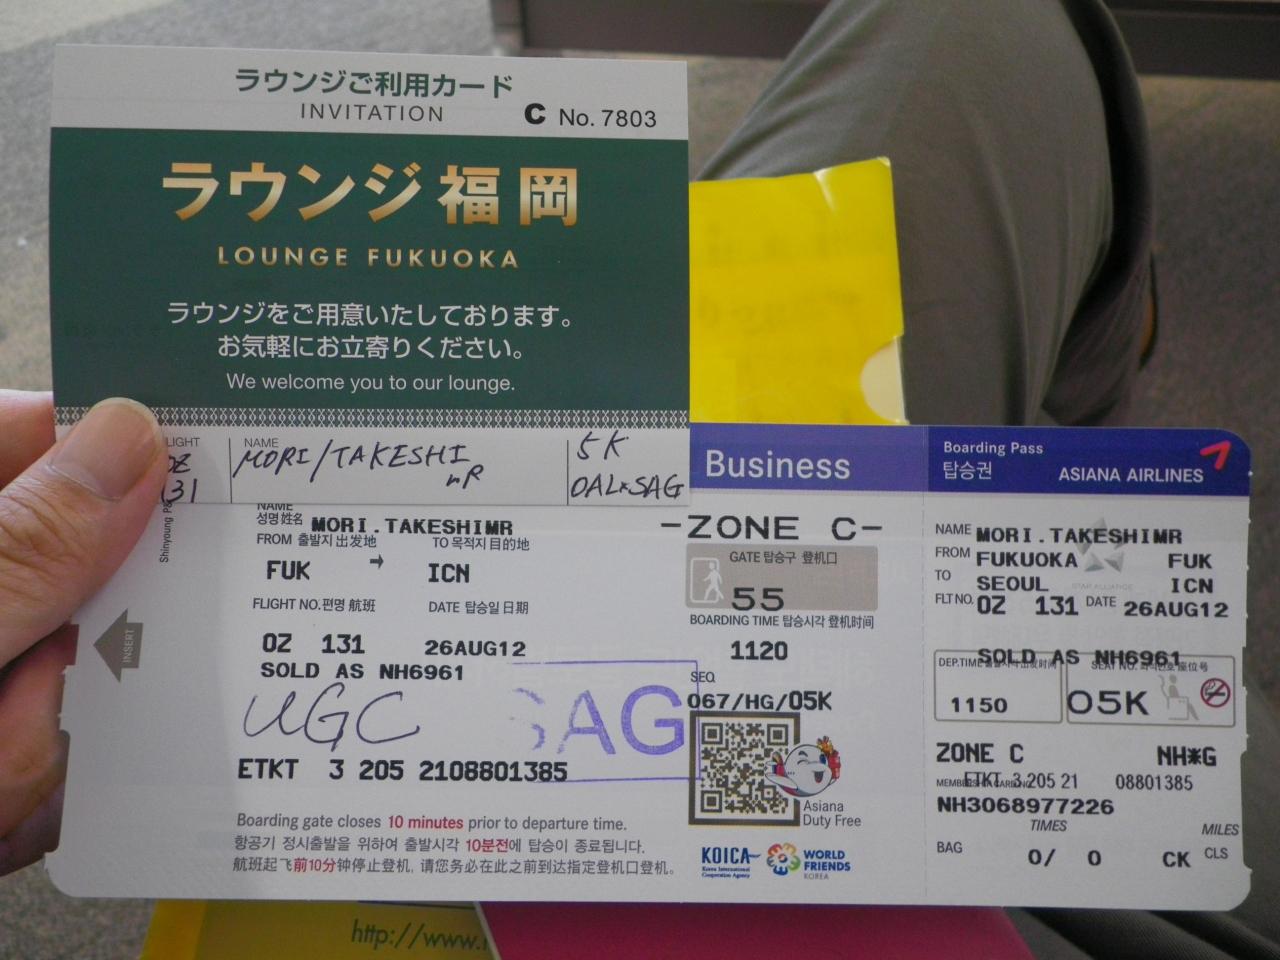 ラウンジご利用カード
INVITATION
C No. 7803
ラウンジ 福岡
LOUNGE FUKUOKA
ラウンジをご用意いたしております。
お気軽にお立寄りください。
We welcome you to our lounge.
LIGHT
OZ
131
NAME
MORI/TAKESHI
MR
5K
OAL*SAG
Business
Boarding Pass
탑승권
ASIANA AIRLINES
NAME
성명 姓名 MORI.TAKESHIMR
FROM 출발지 出发地
TO 목적지 目的地
FUK
ICN
FLIGHT NO.편명 航班
DATE 탑승일 日期
OZ 131
26AUG12
SOLD AS NH6961
UGC
SAG
ETKT 3 205 2108801385
Boarding gate closes 10 minutes prior to departure time.
항공기 정시출발을 위하여 출발시각 10분전에 탑승이 종료됩니다.
航班起飞前10分钟停止登机, 请您务必在此之前到达指定登机口登机。
INSERT
-ZONE C-
GATE 탑승구 登机口
55
BOARDING TIME 탑승시각 登机时间
1120
SEQ
067/HG/05K
Asiana
Duty Free
KOICA
Korea International
Cooperation Agency
WORLD
FRIENDS
KOREA
NAME MORI.TAKESHIMR
FROM FUKUOKA FUK
TO SEOUL ICN
STAR ALLIANCE
FLT NO. OZ 131 DATE 26AUG12
SOLD AS NH6961
DEP.TIME
SEAT NO.
1150
05K
ZONE C
NH*G
ETKT 3 205 21 08801385
NH3068977226
TIMES
MILES
BAG
0/ 0
CK
CLS
http://www.